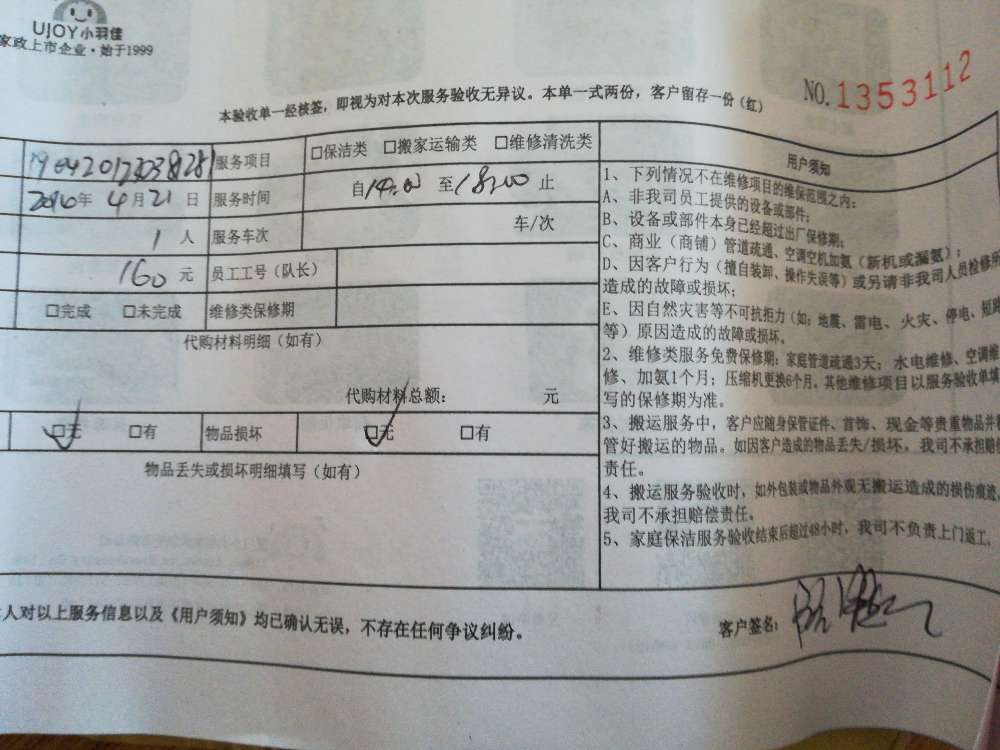 UJOY小羽佳
家政上市企业·始于1999
NO.1353112
本验收单一经核签，即视为对本次服务验收无异议。本单一式两份，客户留存一份（红）
服务项目 □保洁类 □搬家运输类 □维修清洗类
年 4月21日 服务时间 自14:00至18:00止
1人 服务车次 车/次
160元 员工工号（队长）
□完成 □未完成 维修类保修期
代购材料明细（如有）
代购材料总额： 元
□无 □有 物品损坏 □无 □有
物品丢失或损坏明细填写（如有）
用户须知
1、下列情况不在维修项目的维保范围之内：
A、非我司员工提供的设备或部件；
B、设备或部件本身已经超过出厂保修期；
C、商业（商铺）管道疏通、空调空机加氨（新机或漏氨）；
D、因客户行为（擅自装卸、操作失误等）或另请非我司人员检修
造成的故障或损坏；
E、因自然灾害等不可抗拒力（如：地震、雷电、火灾、停电、短
等）原因造成的故障或损坏。
2、维修类服务免费保修期：家庭管道疏通3天；水电维修、空调维
修、加氨1个月；压缩机更换6个月。其他维修项目以服务验收单填
写的保修期为准。
3、搬运服务中，客户应随身保管证件、首饰、现金等贵重物品并
管好搬运的物品。如因客户造成的物品丢失/损坏，我司不承担赔
责任。
4、搬运服务验收时，如外包装或物品外观无搬运造成的损伤痕迹，
我司不承担赔偿责任。
5、家庭保洁服务验收结束后超过48小时，我司不负责上门返工。
人对以上服务信息以及《用户须知》均已确认无误，不存在任何争议纠纷。
客户签名：